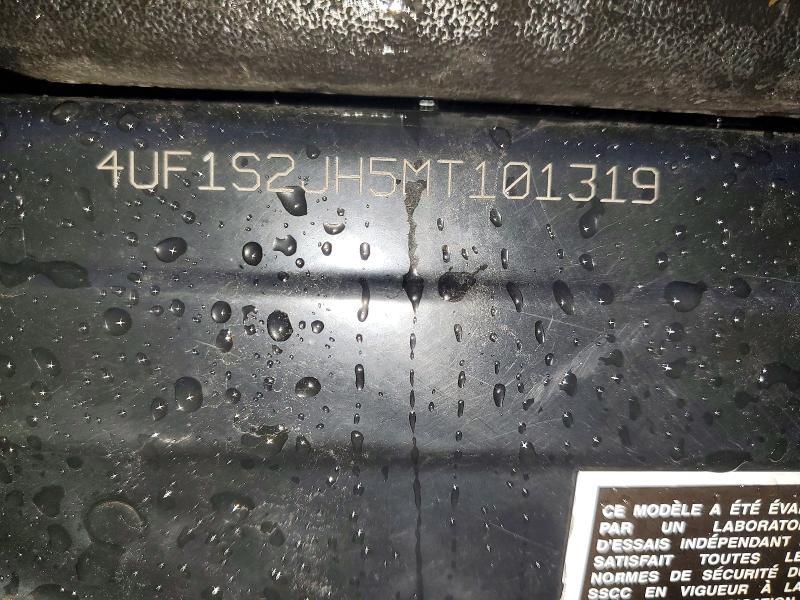 4UF1S2JH5MT101319
CE MODÈLE A ÉTÉ ÉVA
PAR UN LABORATO
D'ESSAIS INDÉPENDANT
SATISFAIT TOUTES LE
NORMES DE SÉCURITÉ DU
SSCC EN VIGUEUR À LA